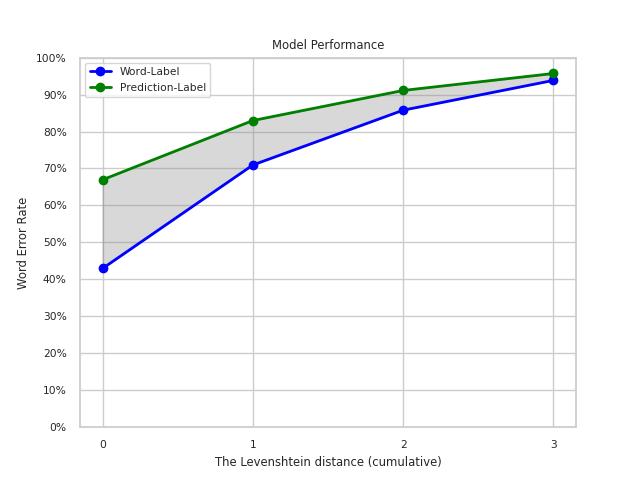 Model Performance
100%
90%
80%
70%
60%
50%
40%
30%
20%
10%
0%
Word Error Rate
Word-Label
Prediction-Label
0 1 2 3
The Levenshtein distance (cumulative)